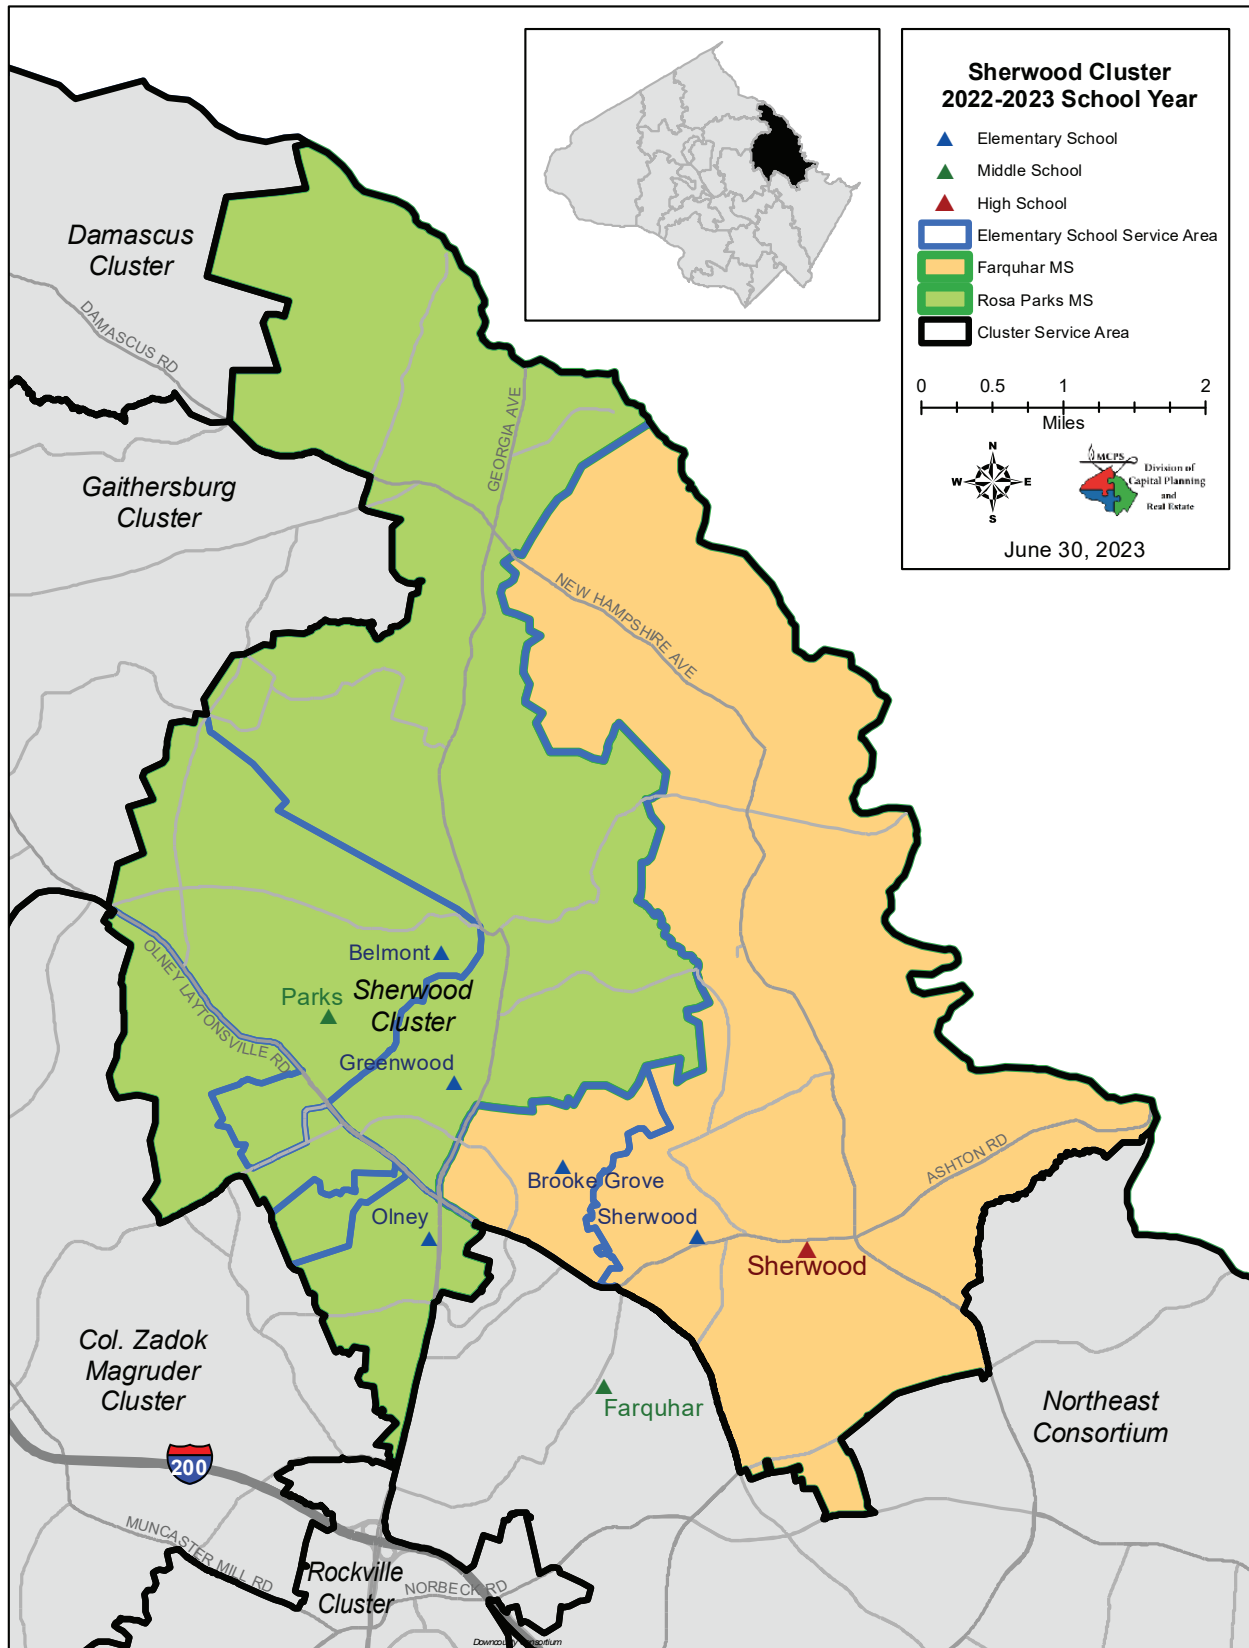 Sherwood Cluster
2022-2023 School Year
Elementary School
Middle School
High School
Elementary School Service Area
Farquhar MS
Rosa Parks MS
Cluster Service Area
0 0.5 1 2
Miles
N
W E
S
MCPS
Division of
Capital Planning
and
Real Estate
June 30, 2023
Damascus
Cluster
DAMASCUS RD
GEORGIA AVE
Gaithersburg
Cluster
NEW HAMPSHIRE AVE
Belmont
OLNEY LAYTONSVILLE RD
Parks
Sherwood
Cluster
Greenwood
ASHTON RD
Brooke Grove
Olney
Sherwood
Sherwood
Col. Zadok
Magruder
Cluster
Farquhar
Northeast
Consortium
200
MUNCASTER MILL RD
Rockville
Cluster
NORBECK RD
Downcounty Consortium